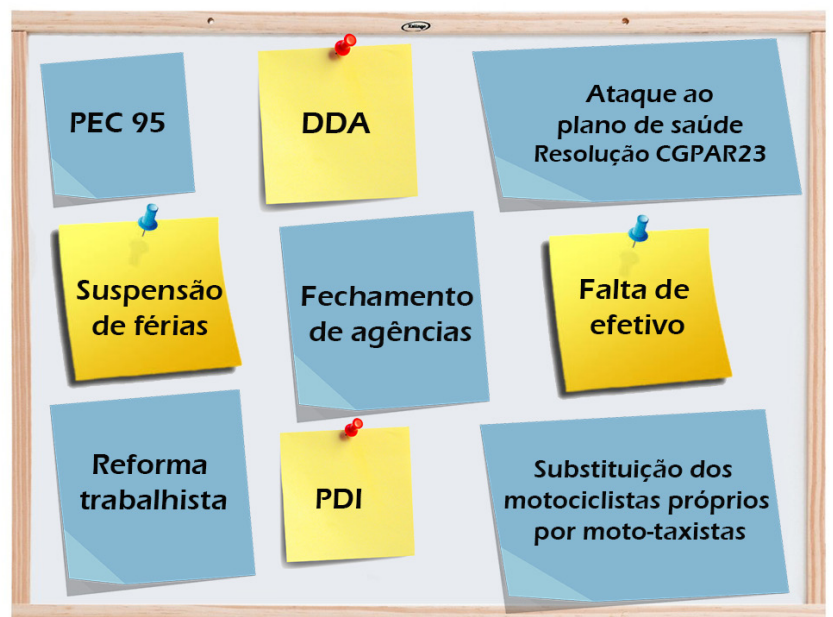 PEC 95
DDA
Ataque ao
plano de saúde
Resolução CGPAR23
Suspensão
de férias
Fechamento
de agências
Falta de
efetivo
Reforma
trabalhista
PDI
Substituição dos
motociclistas próprios
por moto-taxistas